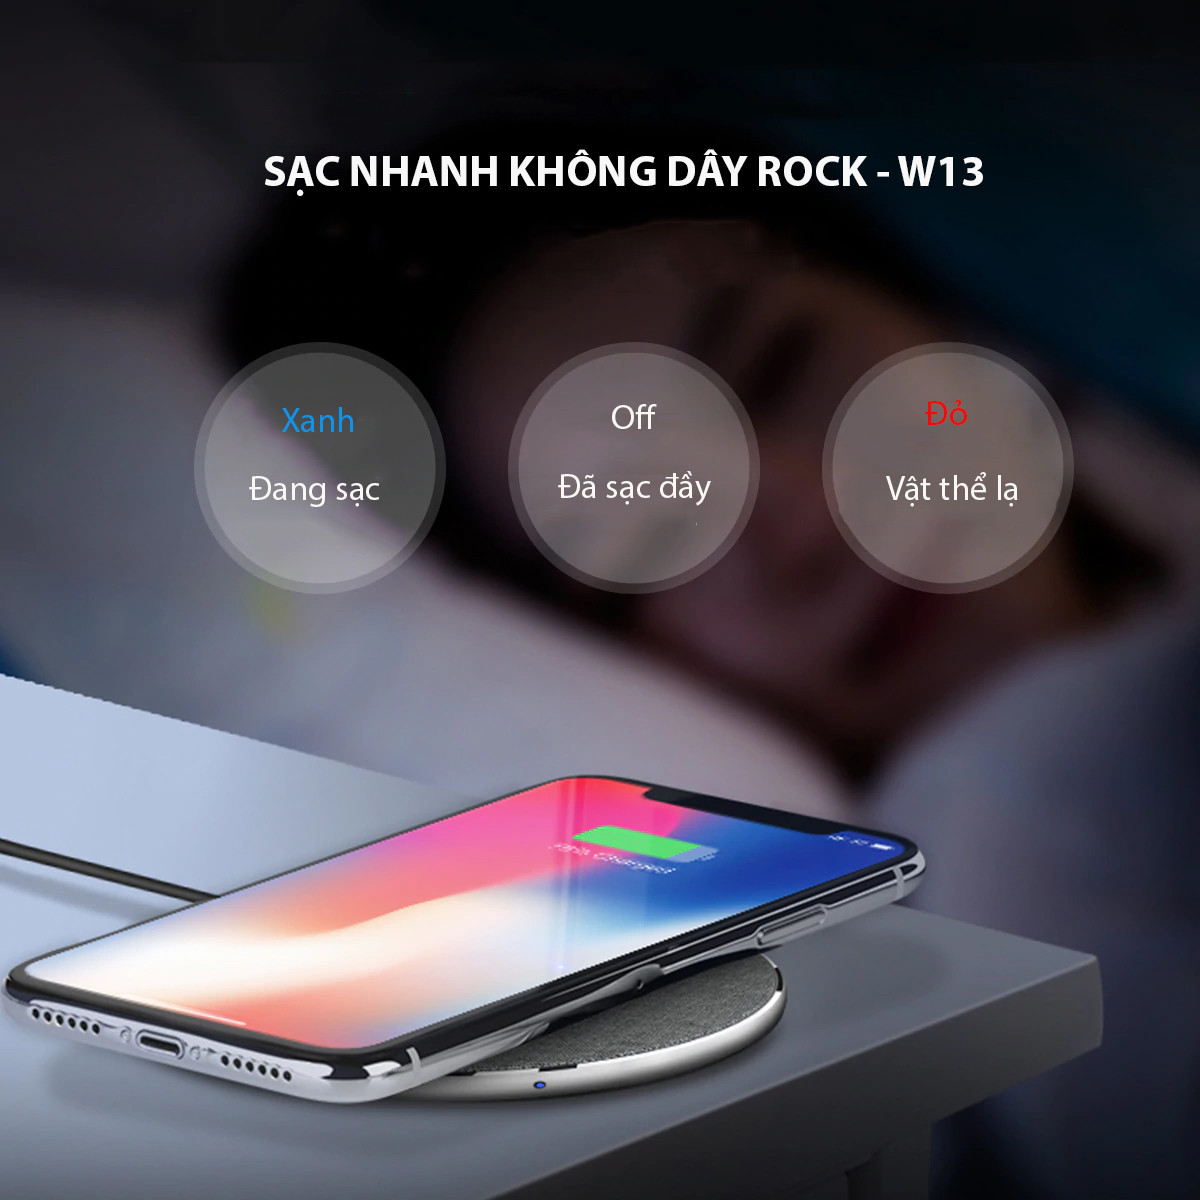 SẠC NHANH KHÔNG DÂY ROCK - W13
Xanh
Đang sạc
Off
Đã sạc đầy
Đỏ
Vật thể lạ